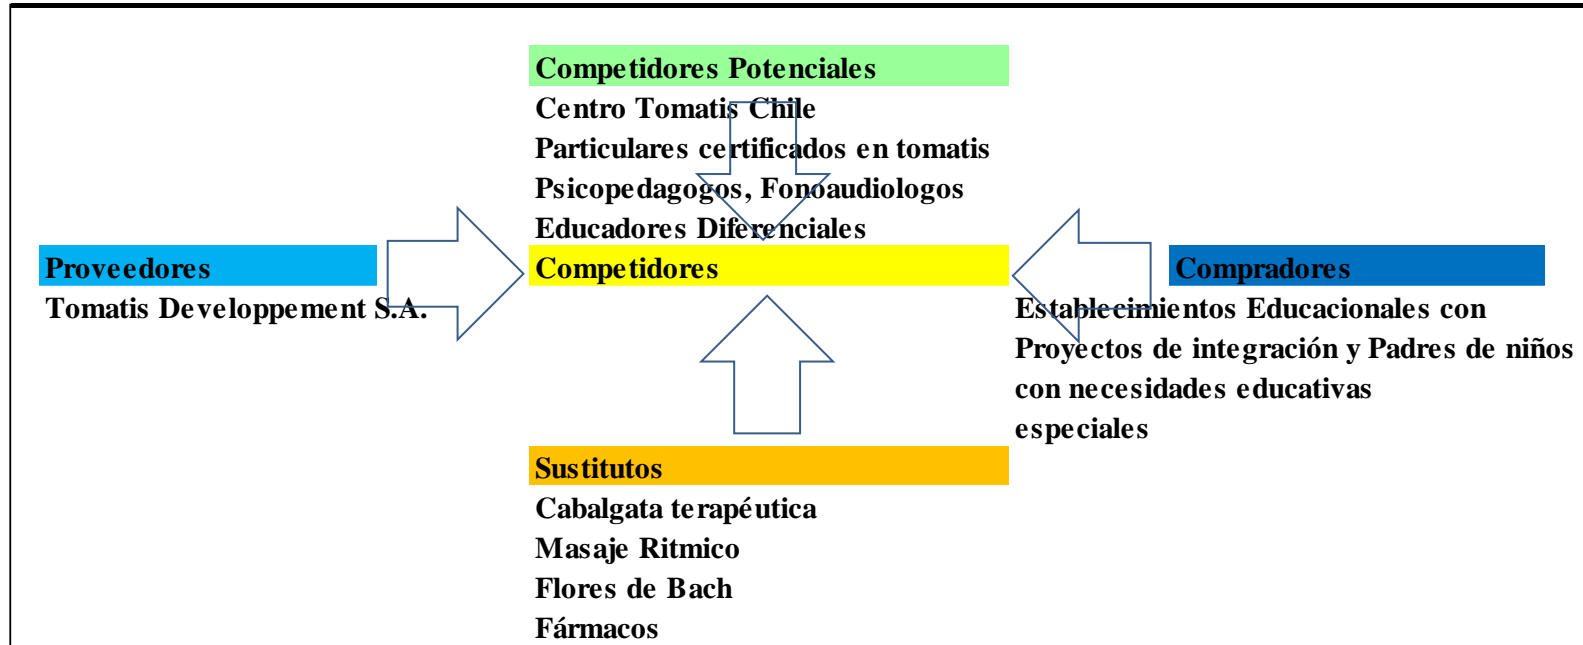 Competidores Potenciales
Centro Tomatis Chile
Particulares certificados en tomatis
Psicopedagogos, Fonoaudiologos
Educadores Diferenciales
Proveedores
Tomatis Developpement S.A.
Competidores
Compradores
Establecimientos Educacionales con
Proyectos de integración y Padres de niños
con necesidades educativas
especiales
Sustitutos
Cabalgata terapéutica
Masaje Ritmico
Flores de Bach
Fármacos